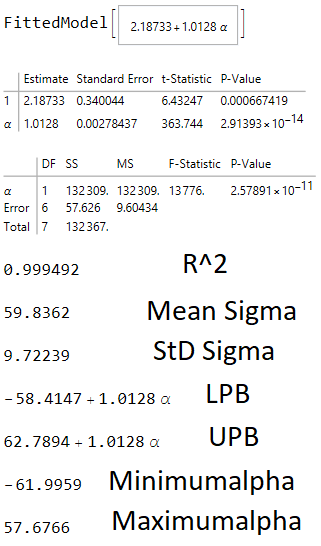 FittedModel[ 2.18733+1.0128 α ]
Estimate Standard Error t-Statistic P-Value
1 2.18733 0.340044 6.43247 0.000667419
α 1.0128 0.00278437 363.744 2.91393×10^-14
DF SS MS F-Statistic P-Value
α 1 132309. 132309. 13776. 2.57891×10^-11
Error 6 57.626 9.60434
Total 7 132367.
0.999492 R^2
59.8362 Mean Sigma
9.72239 StD Sigma
-58.4147 + 1.0128 α LPB
62.7894 + 1.0128 α UPB
-61.9959 Minimumalpha
57.6766 Maximumalpha